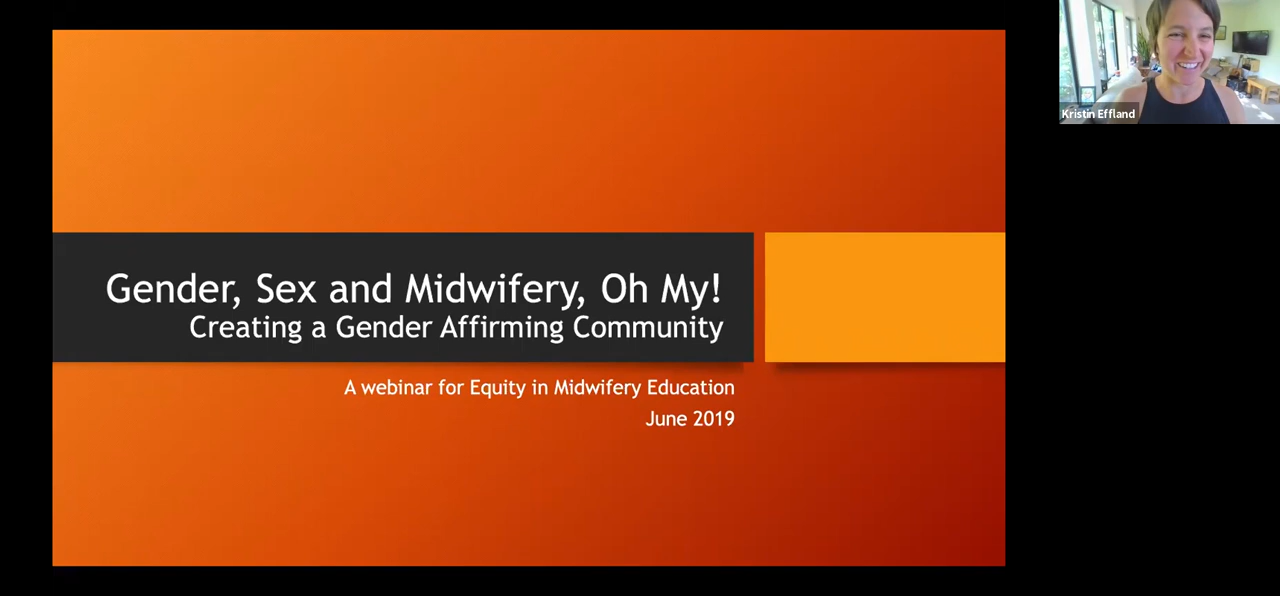 Gender, Sex and Midwifery, Oh My!
Creating a Gender Affirming Community
A webinar for Equity in Midwifery Education
June 2019
Kristin Effland